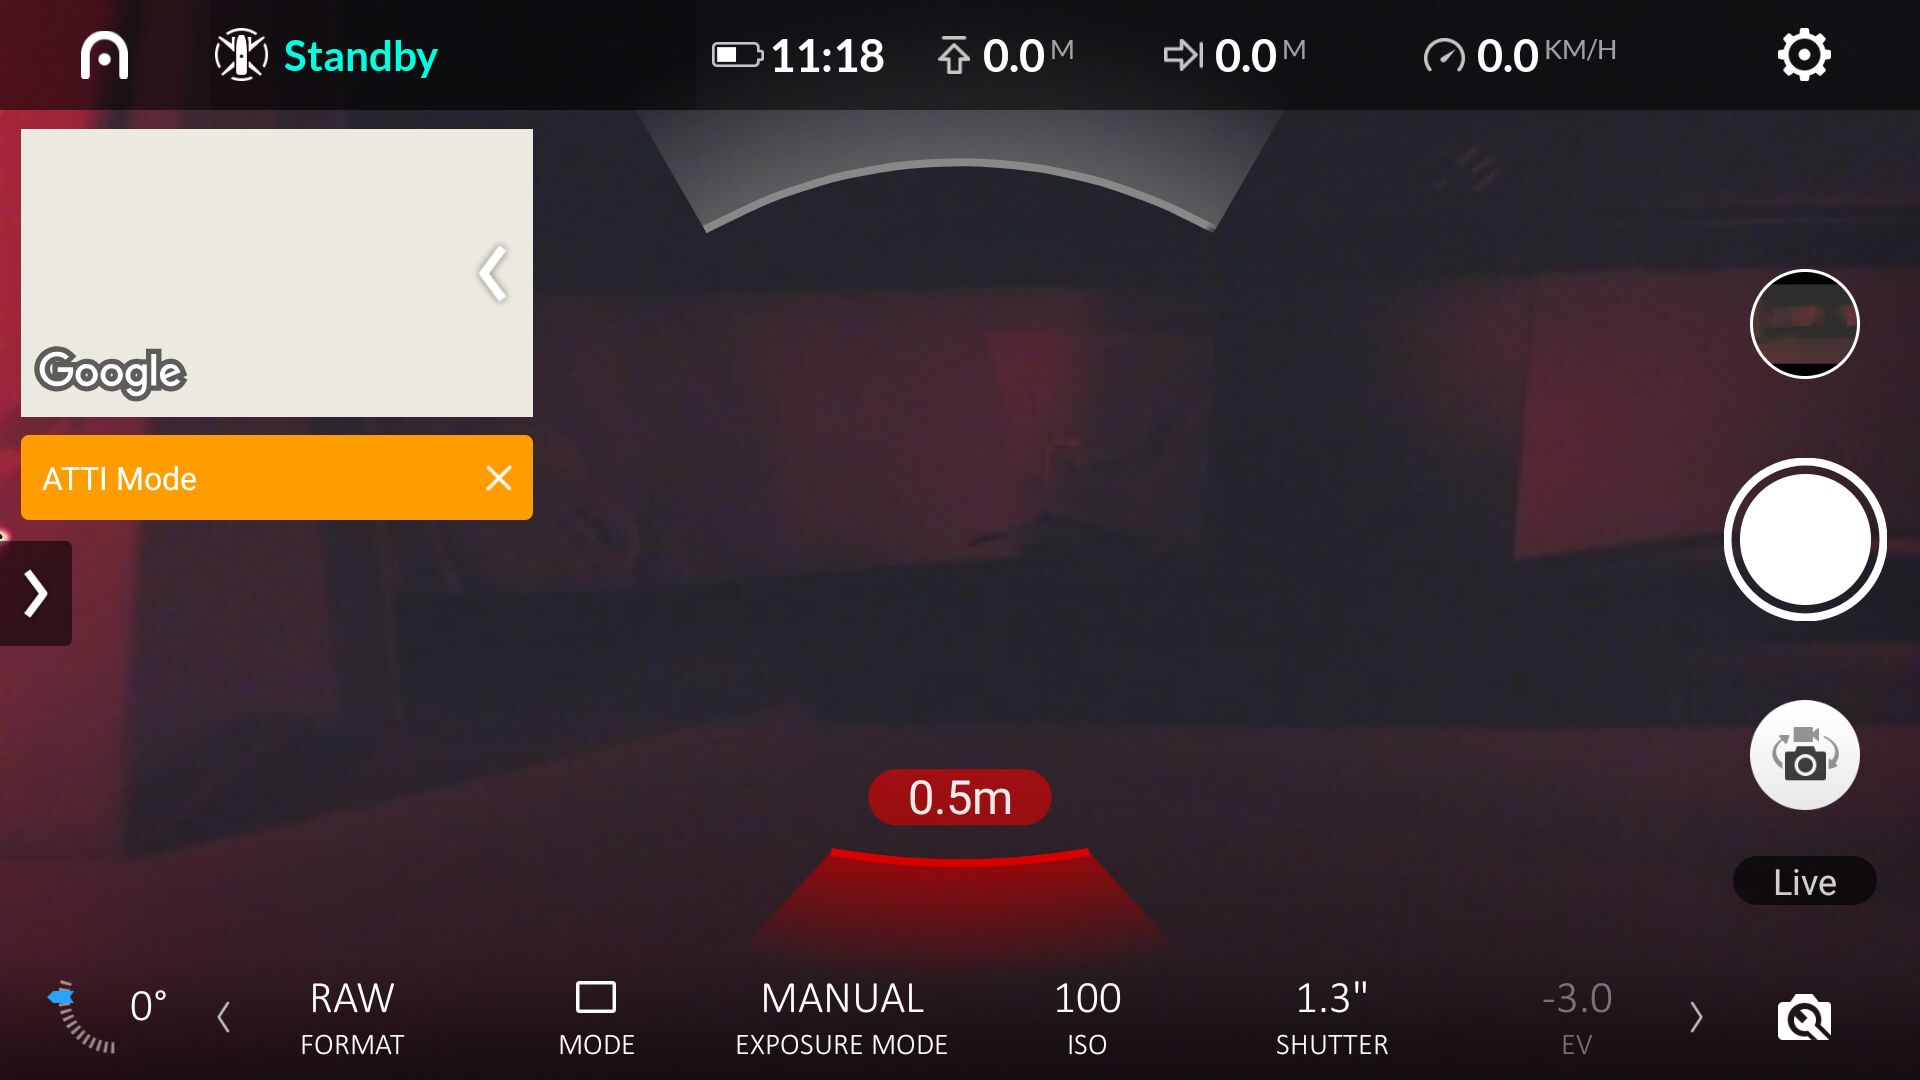 Standby 11:18 0.0 M 0.0 M 0.0 KM/H
Google
ATTI Mode
0.5m
Live
0° RAW MANUAL 100 1.3" -3.0
FORMAT MODE EXPOSURE MODE ISO SHUTTER EV